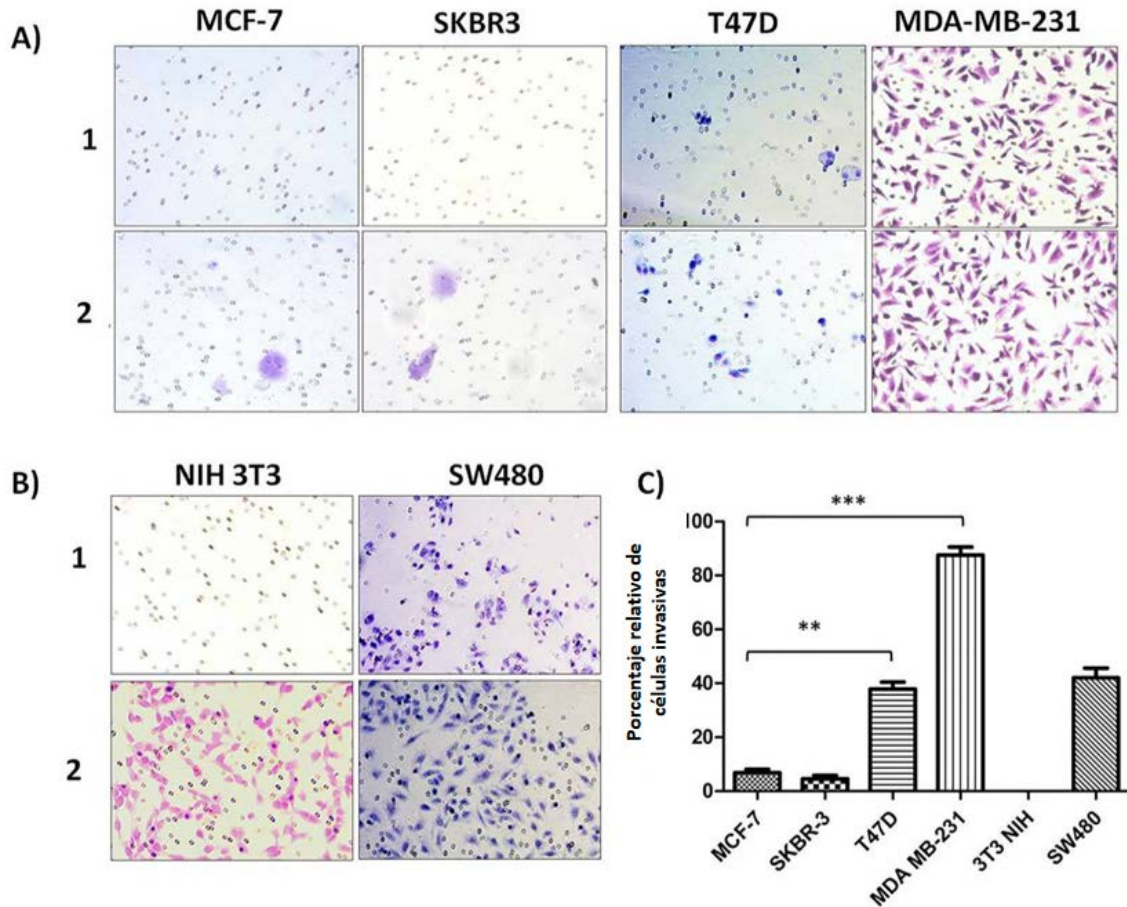 A)
MCF-7
SKBR3
T47D
MDA-MB-231
1
2
B)
NIH 3T3
SW480
1
2
C)
***
**
Porcentaje relativo de
células invasivas
100
80
60
40
20
0
MCF-7
SKBR-3
T47D
MDA MB-231
3T3 NIH
SW480